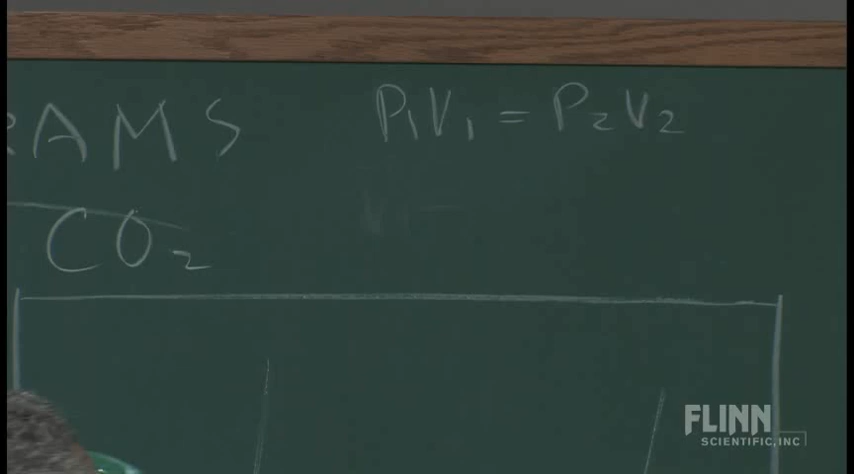 RAMS P₁V₁ = P₂V₂
CO₂
FLINN
SCIENTIFIC, INC